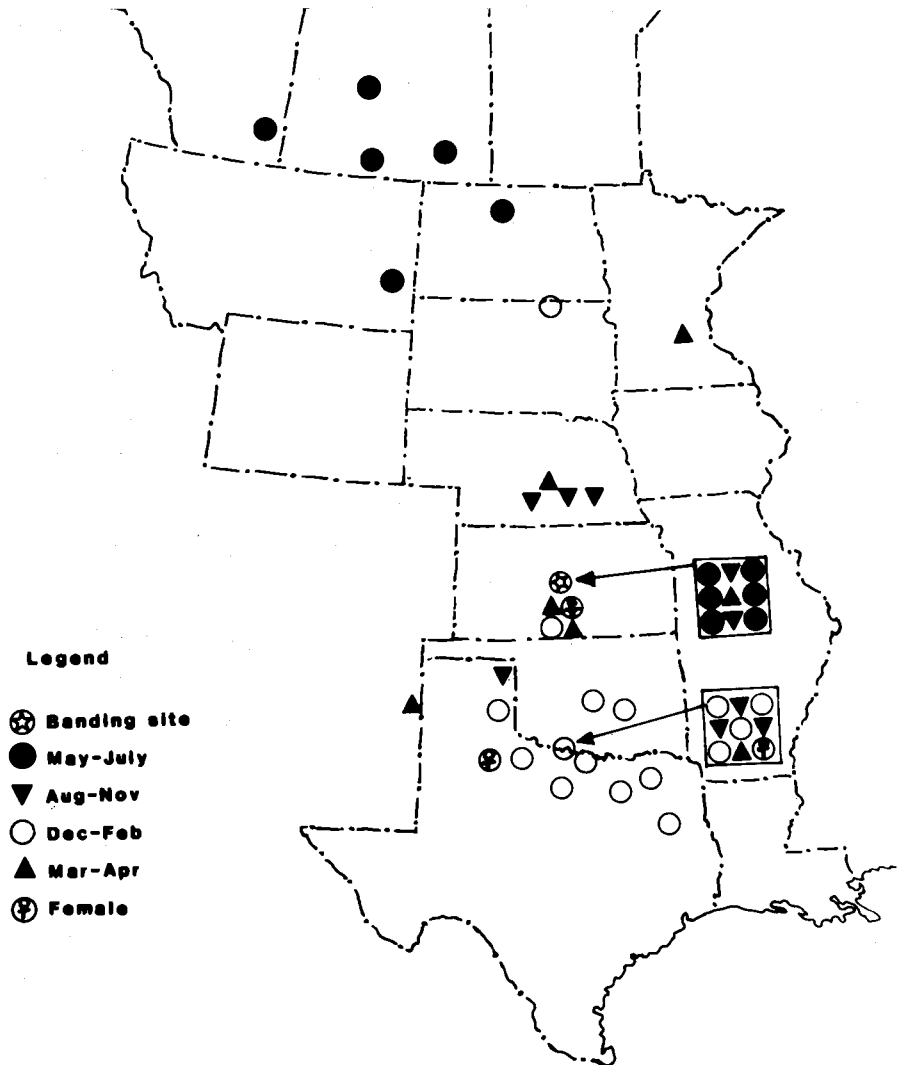 Legend
Banding site
May-July
Aug-Nov
Dec-Feb
Mar-Apr
Female